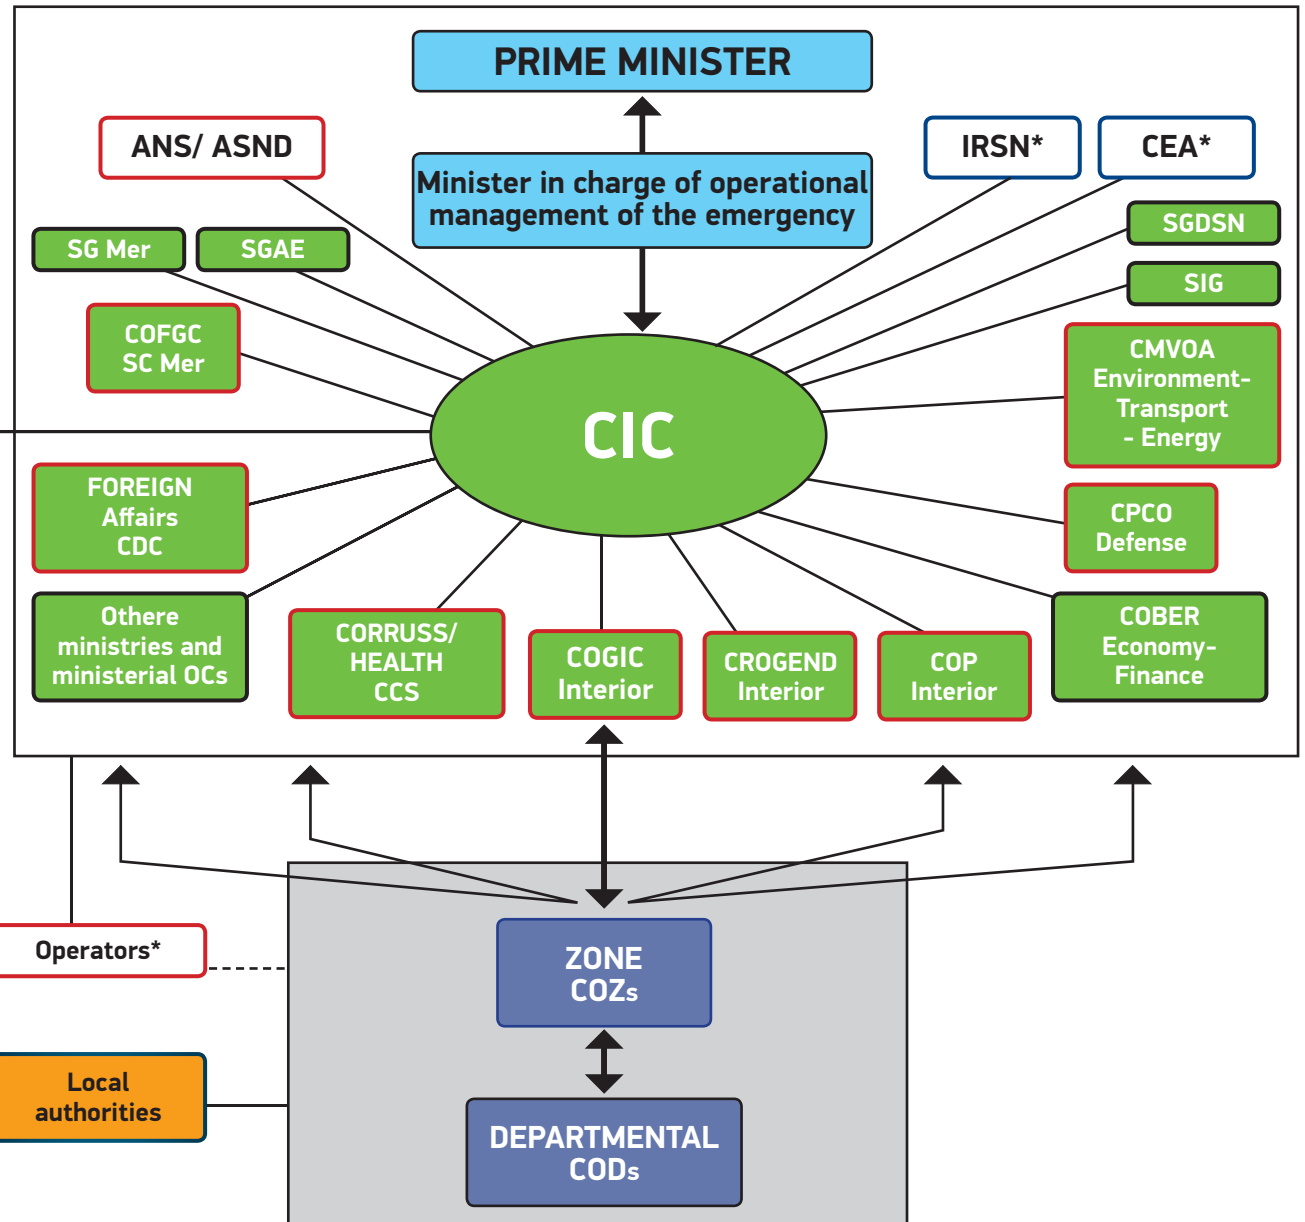 PRIME MINISTER
ANS/ ASND
IRSN*
CEA*
Minister in charge of operational
management of the emergency
SG Mer
SGAE
SGDSN
SIG
COFGC
SC Mer
CMVOA
Environment-
Transport
- Energy
CIC
FOREIGN
Affairs
CDC
CPCO
Defense
Othere
ministries and
ministerial OCs
CORRUSS/
HEALTH
CCS
COGIC
Interior
CROGEND
Interior
COP
Interior
COBER
Economy-
Finance
Operators*
ZONE
COZs
Local
authorities
DEPARTMENTAL
CODs